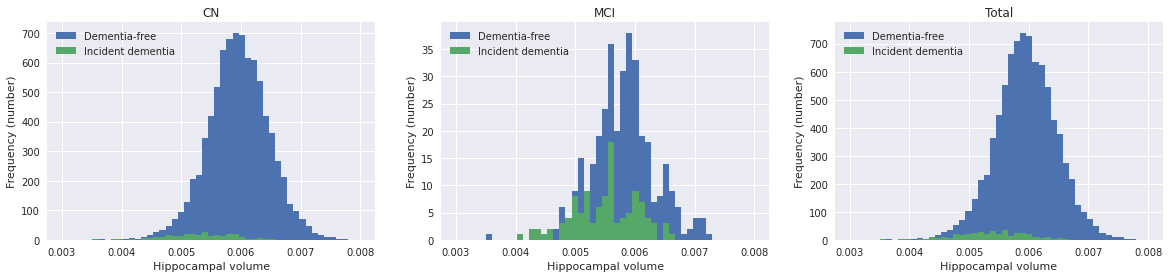 CN
Frequency (number)
700
600
500
400
300
200
100
0
Dementia-free
Incident dementia
0.003 0.004 0.005 0.006 0.007 0.008
Hippocampal volume
MCI
Frequency (number)
35
30
25
20
15
10
5
0
Dementia-free
Incident dementia
0.003 0.004 0.005 0.006 0.007 0.008
Hippocampal volume
Total
Frequency (number)
700
600
500
400
300
200
100
0
Dementia-free
Incident dementia
0.003 0.004 0.005 0.006 0.007 0.008
Hippocampal volume